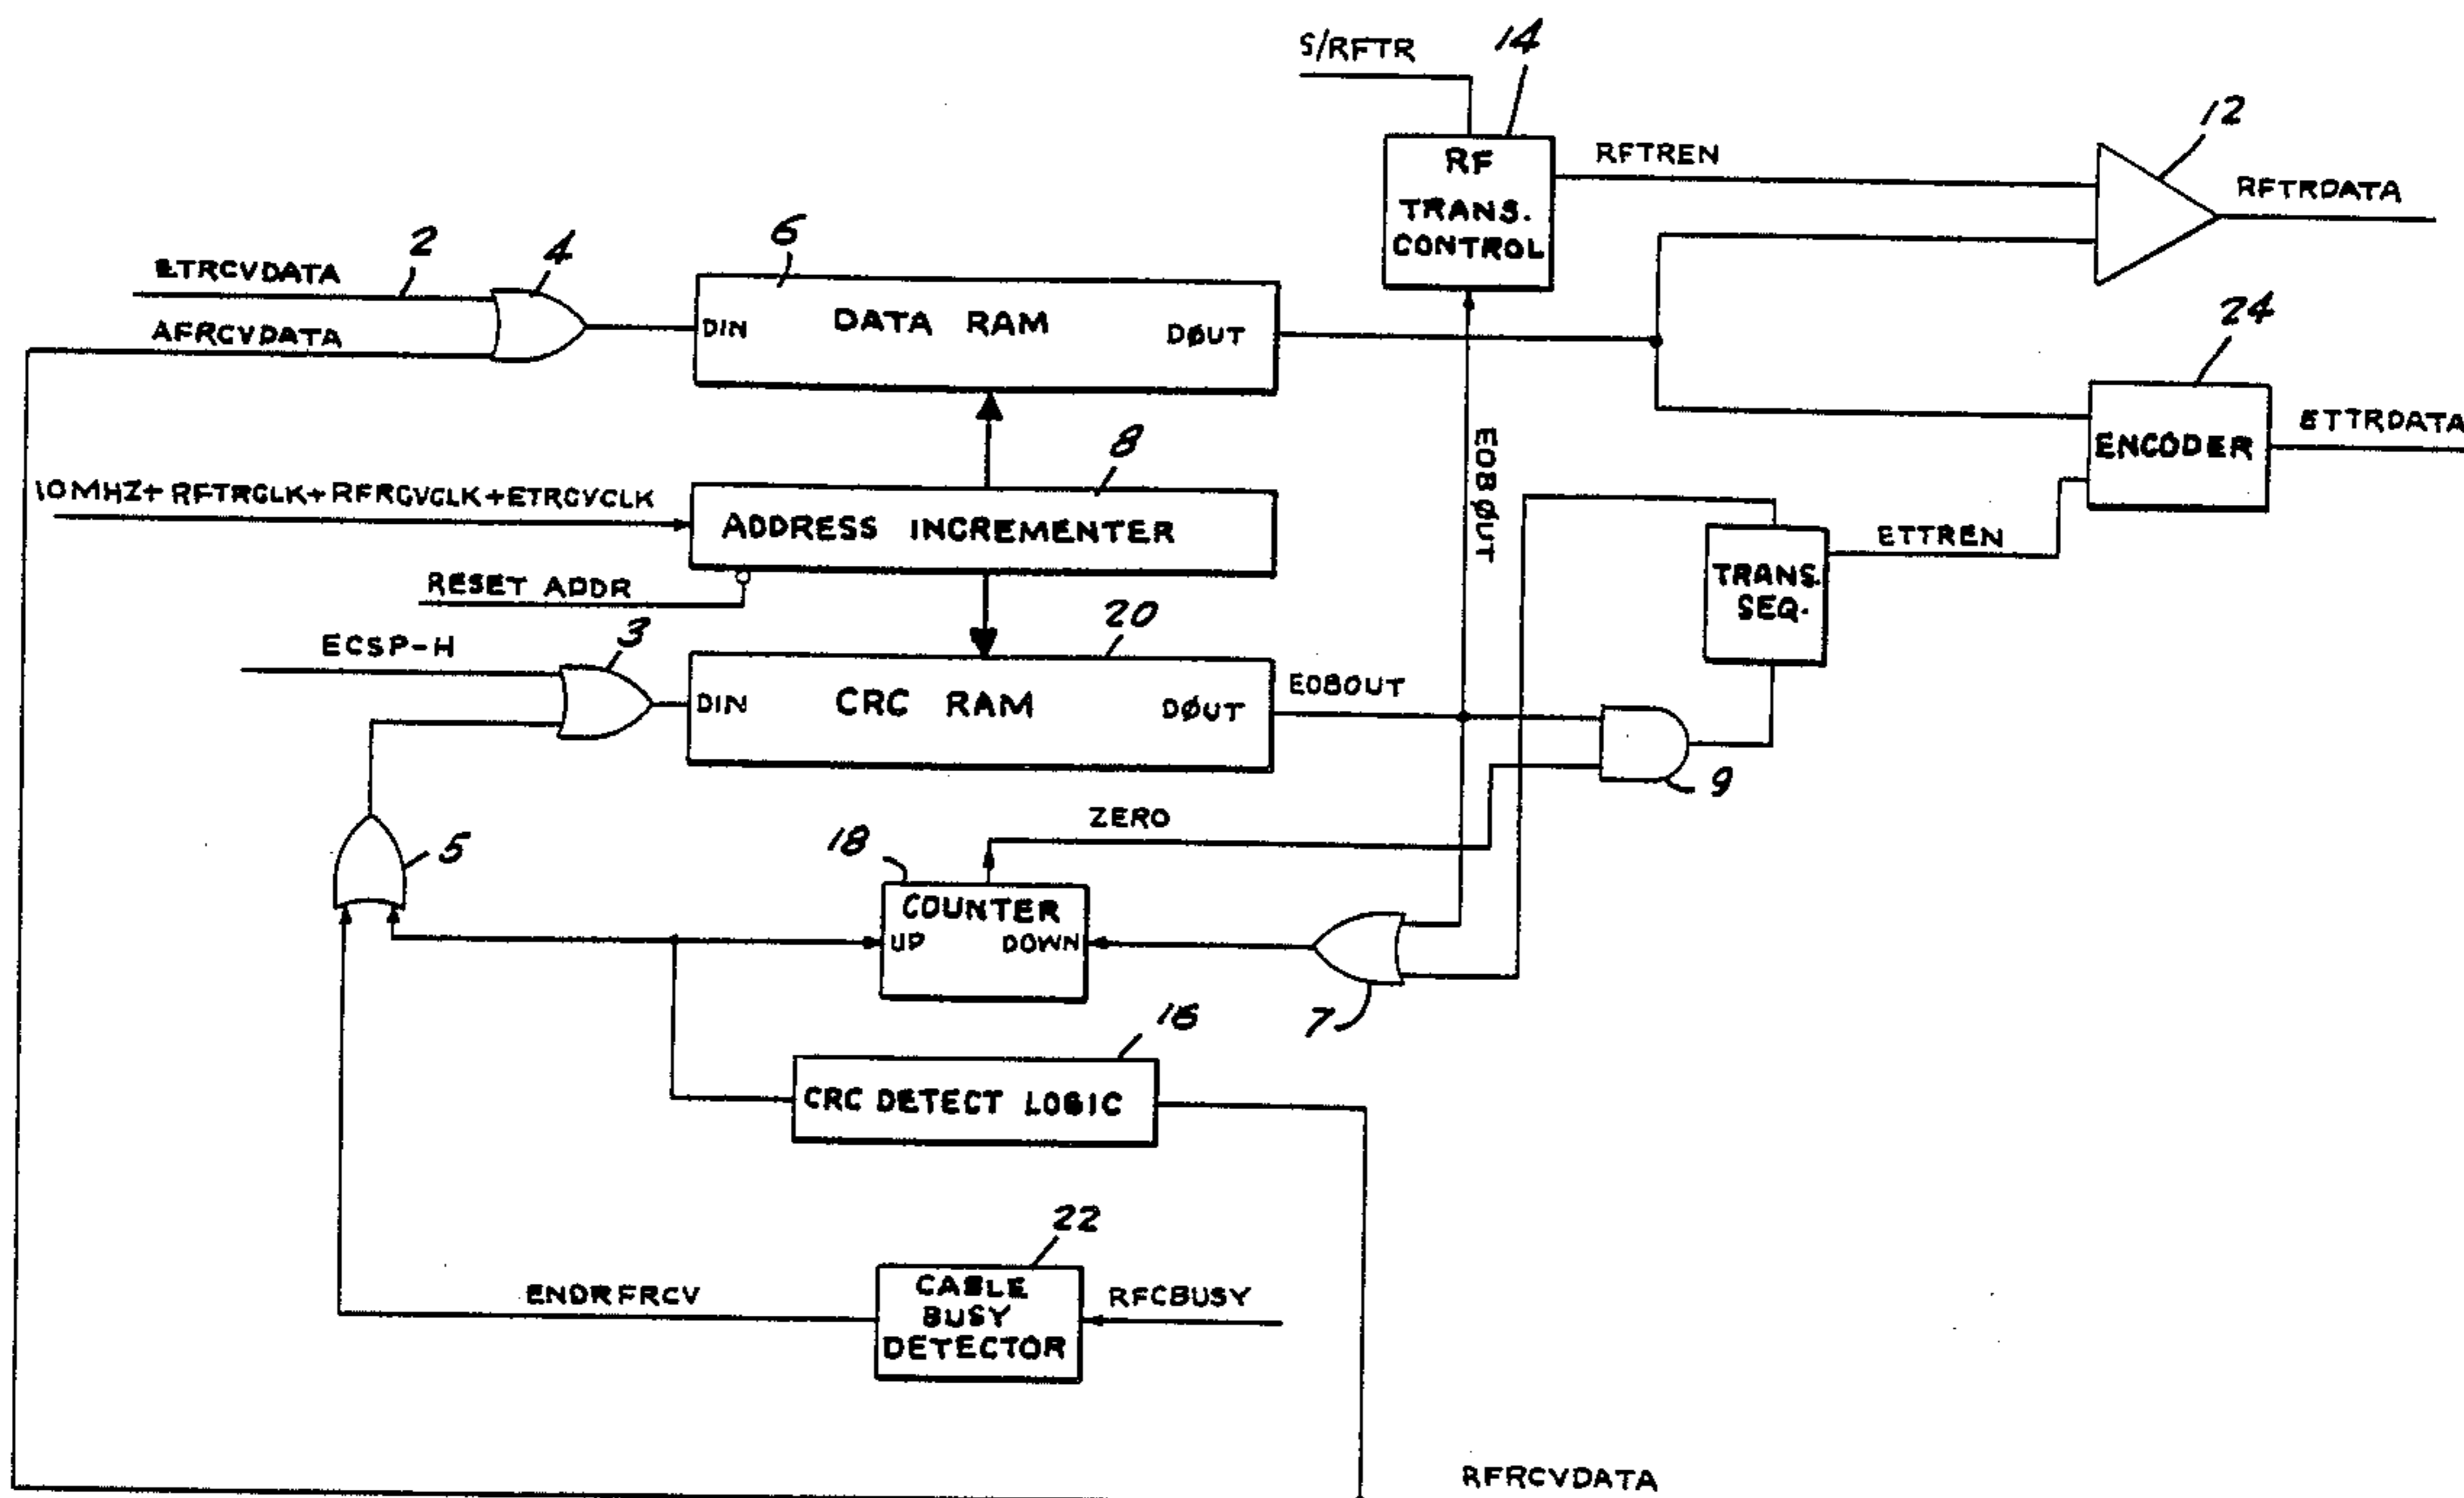 S/RFTR
14
RF
TRANS.
CONTROL
RFTREN
12
RFTRDATA
ETRCVDATA
2
4
6
DIN
DATA RAM
DØUT
AFRCVDATA
24
ENCODER
ETTRDATA
EOBØUT
10MHZ+RFTRCLK+RFRCVCLK+ETRCVCLK
8
ADDRESS INCREMENTER
RESET ADDR
TRANS.
SEQ.
ETTREN
ECSP-H
3
20
DIN
CRC RAM
DØUT
EOBOUT
9
5
18
ZERO
COUNTER
UP
DOWN
7
16
CRC DETECT LOGIC
22
CABLE
BUSY
DETECTOR
ENDRFRCV
RFCBUSY
RFRCVDATA